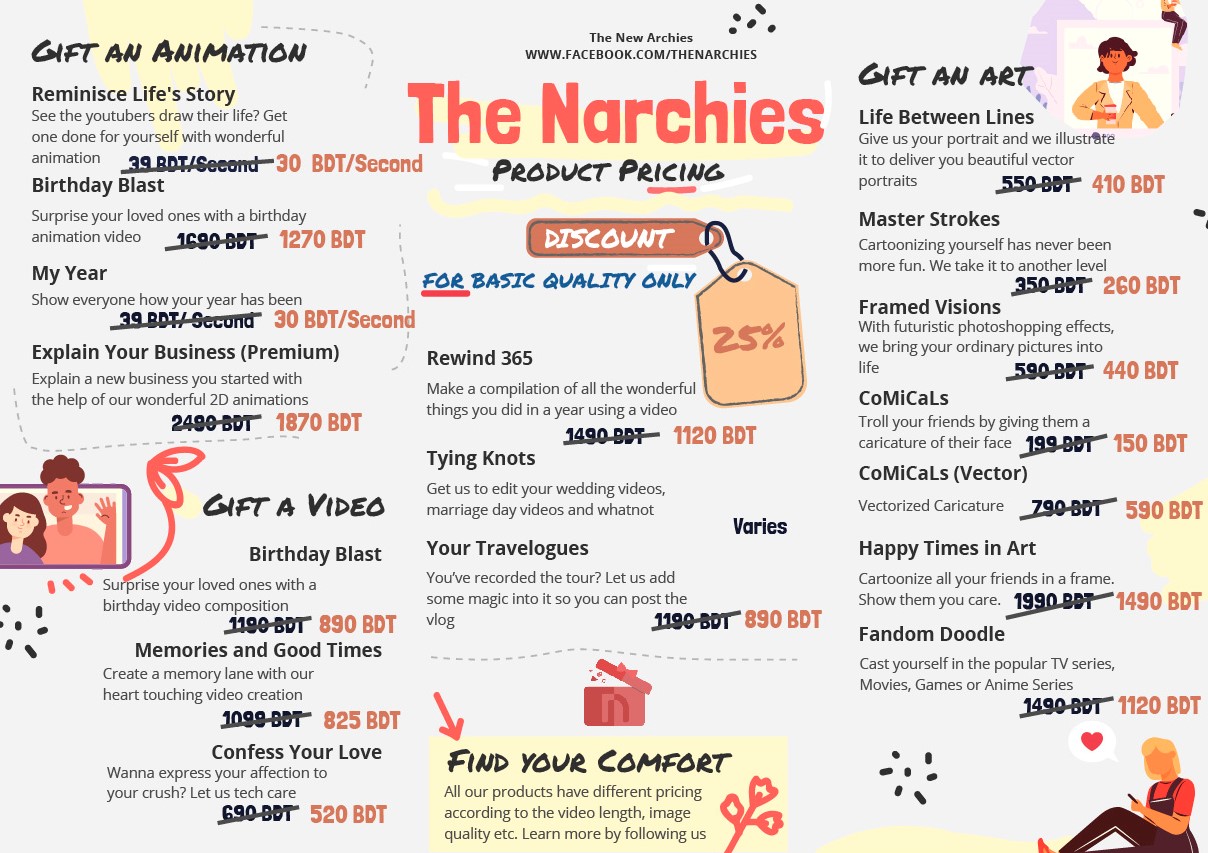 Gift an Animation
Reminisce Life's Story
See the youtubers draw their life? Get
one done for yourself with wonderful
animation 39 BDT/Second 30 BDT/Second
Birthday Blast
Surprise your loved ones with a birthday
animation video 1690 BDT 1270 BDT
My Year
Show everyone how your year has been
39 BDT/ Second 30 BDT/Second
Explain Your Business (Premium)
Explain a new business you started with
the help of our wonderful 2D animations
2490 BDT 1870 BDT
Gift a Video
Birthday Blast
Surprise your loved ones with a
birthday video composition
1190 BDT 890 BDT
Memories and Good Times
Create a memory lane with our
heart touching video creation
1099 BDT 825 BDT
Confess Your Love
Wanna express your affection to
your crush? Let us tech care
690 BDT 520 BDT
The New Archies
WWW.FACEBOOK.COM/THENARCHIES
The Narchies
Product Pricing
DISCOUNT
FOR BASIC QUALITY ONLY
25%
Rewind 365
Make a compilation of all the wonderful
things you did in a year using a video
1490 BDT 1120 BDT
Tying Knots
Get us to edit your wedding videos,
marriage day videos and whatnot
Varies
Your Travelogues
You've recorded the tour? Let us add
some magic into it so you can post the
vlog 1190 BDT 890 BDT
n
Find your Comfort
All our products have different pricing
according to the video length, image
quality etc. Learn more by following us
Gift an art
Life Between Lines
Give us your portrait and we illustrate
it to deliver you beautiful vector
portraits 550 BDT 410 BDT
Master Strokes
Cartoonizing yourself has never been
more fun. We take it to another level
350 BDT 260 BDT
Framed Visions
With futuristic photoshopping effects,
we bring your ordinary pictures into
life 590 BDT 440 BDT
CoMiCaLs
Troll your friends by giving them a
caricature of their face 199 BDT 150 BDT
CoMiCaLs (Vector)
Vectorized Caricature 790 BDT 590 BDT
Happy Times in Art
Cartoonize all your friends in a frame.
Show them you care. 1990 BDT 1490 BDT
Fandom Doodle
Cast yourself in the popular TV series,
Movies, Games or Anime Series
1490 BDT 1120 BDT